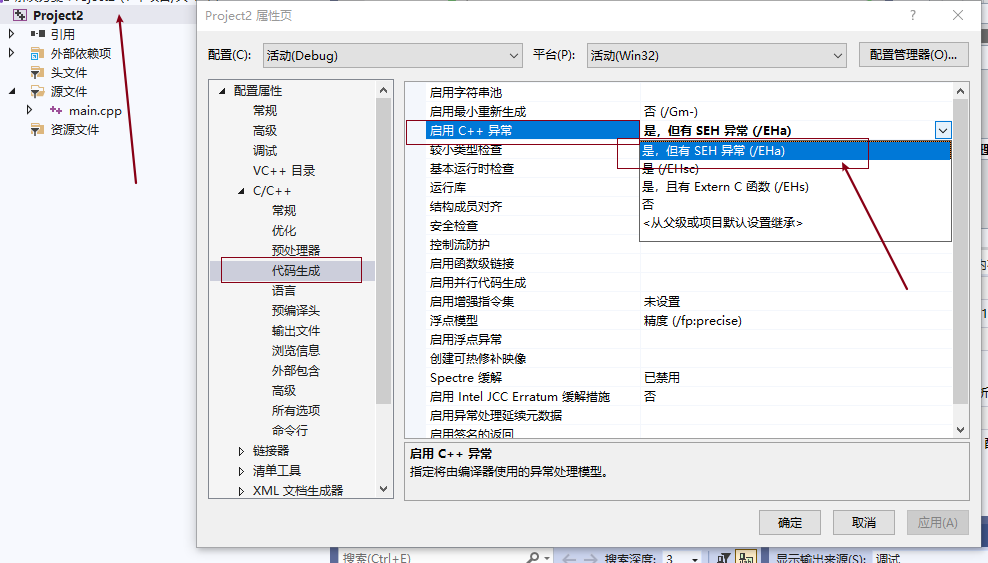 Project2
引用
外部依赖项
头文件
源文件
main.cpp
资源文件
Project2 属性页
?
配置(C):
活动(Debug)
平台(P):
活动(Win32)
配置管理器(O)...
配置属性
常规
高级
调试
VC++ 目录
C/C++
常规
优化
预处理器
代码生成
语言
预编译头
输出文件
浏览信息
外部包含
高级
所有选项
命令行
链接器
清单工具
XML 文档生成器
启用字符串池
启用最小重新生成 否 (/Gm-)
启用 C++ 异常 是，但有 SEH 异常 (/EHa)
较小类型检查
基本运行时检查
运行库
结构成员对齐
安全检查
控制流防护
启用函数级链接
启用并行代码生成
启用增强指令集 未设置
浮点模型 精度 (/fp:precise)
启用浮点异常
创建可热修补映像
Spectre 缓解 已禁用
启用 Intel JCC Erratum 缓解措施 否
启用异常处理延续元数据
启用签名的返回
是，但有 SEH 异常 (/EHa)
是 (/EHsc)
是，且有 Extern C 函数 (/EHs)
否
<从父级或项目默认设置继承>
启用 C++ 异常
指定将由编译器使用的异常处理模型。
确定
取消
应用(A)
搜索(Ctrl+E)
搜索深度: 3
显示输出来源(S): 调试